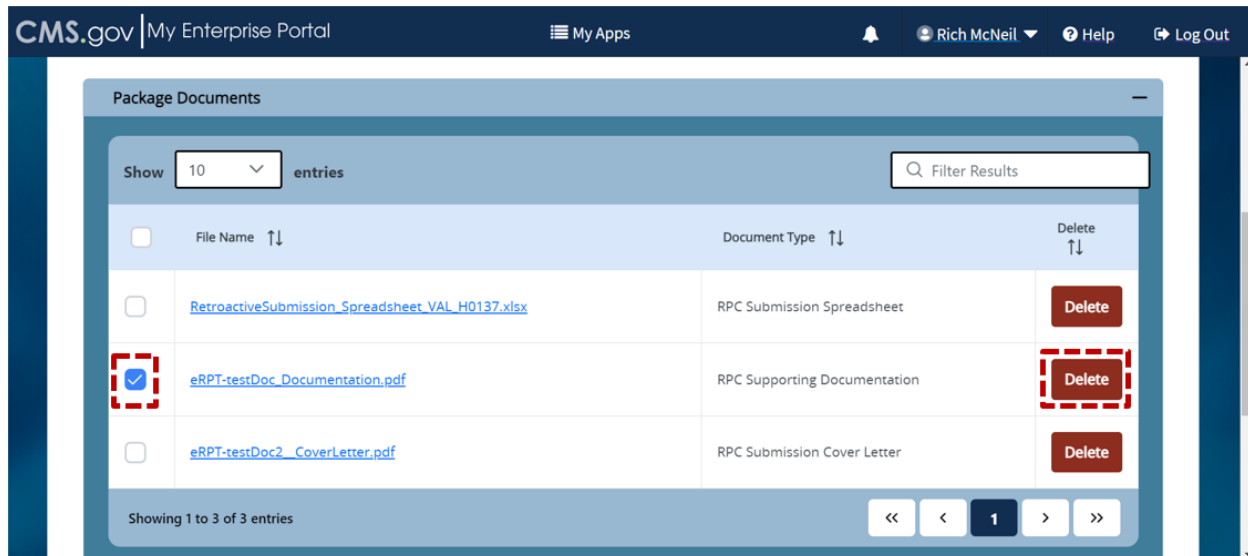 CMS.gov My Enterprise Portal My Apps Rich McNeil Help Log Out
Package Documents
Show 10 entries Filter Results
File Name Document Type Delete
RetroactiveSubmission_Spreadsheet_VAL_H0137.xlsx RPC Submission Spreadsheet Delete
eRPT-testDoc_Documentation.pdf RPC Supporting Documentation Delete
eRPT-testDoc2__CoverLetter.pdf RPC Submission Cover Letter Delete
Showing 1 to 3 of 3 entries << < 1 > >>